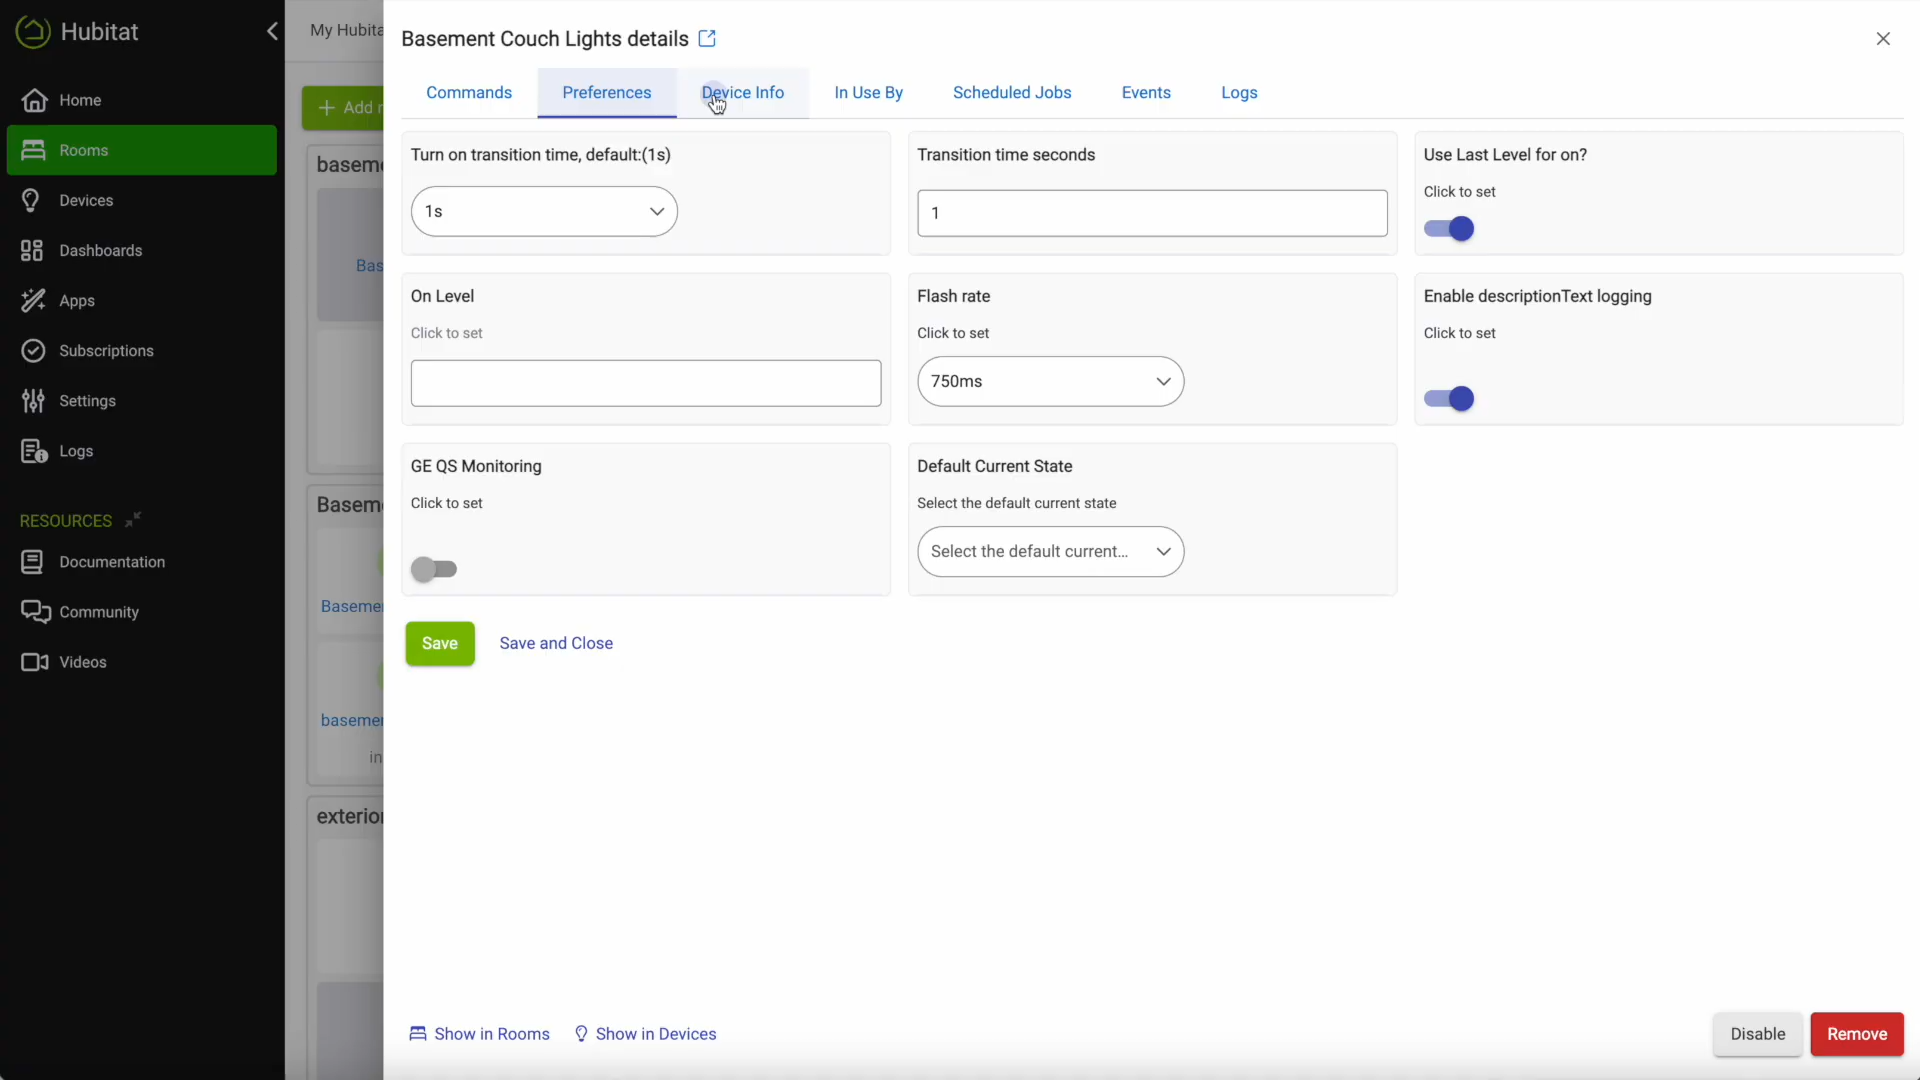 Hubitat
Home
Rooms
Devices
Dashboards
Apps
Subscriptions
Settings
Logs
RESOURCES
Documentation
Community
Videos
My Hubita
Add
baseme
Bas
Basem
Baseme
baseme
in
exterio
Basement Couch Lights details
Commands Preferences Device Info In Use By Scheduled Jobs Events Logs
Turn on transition time, default:(1s)
1s
Transition time seconds
1
Use Last Level for on?
Click to set
On Level
Click to set
Flash rate
Click to set
750ms
Enable descriptionText logging
Click to set
GE QS Monitoring
Click to set
Default Current State
Select the default current state
Select the default current...
Save Save and Close
Show in Rooms Show in Devices
Disable Remove